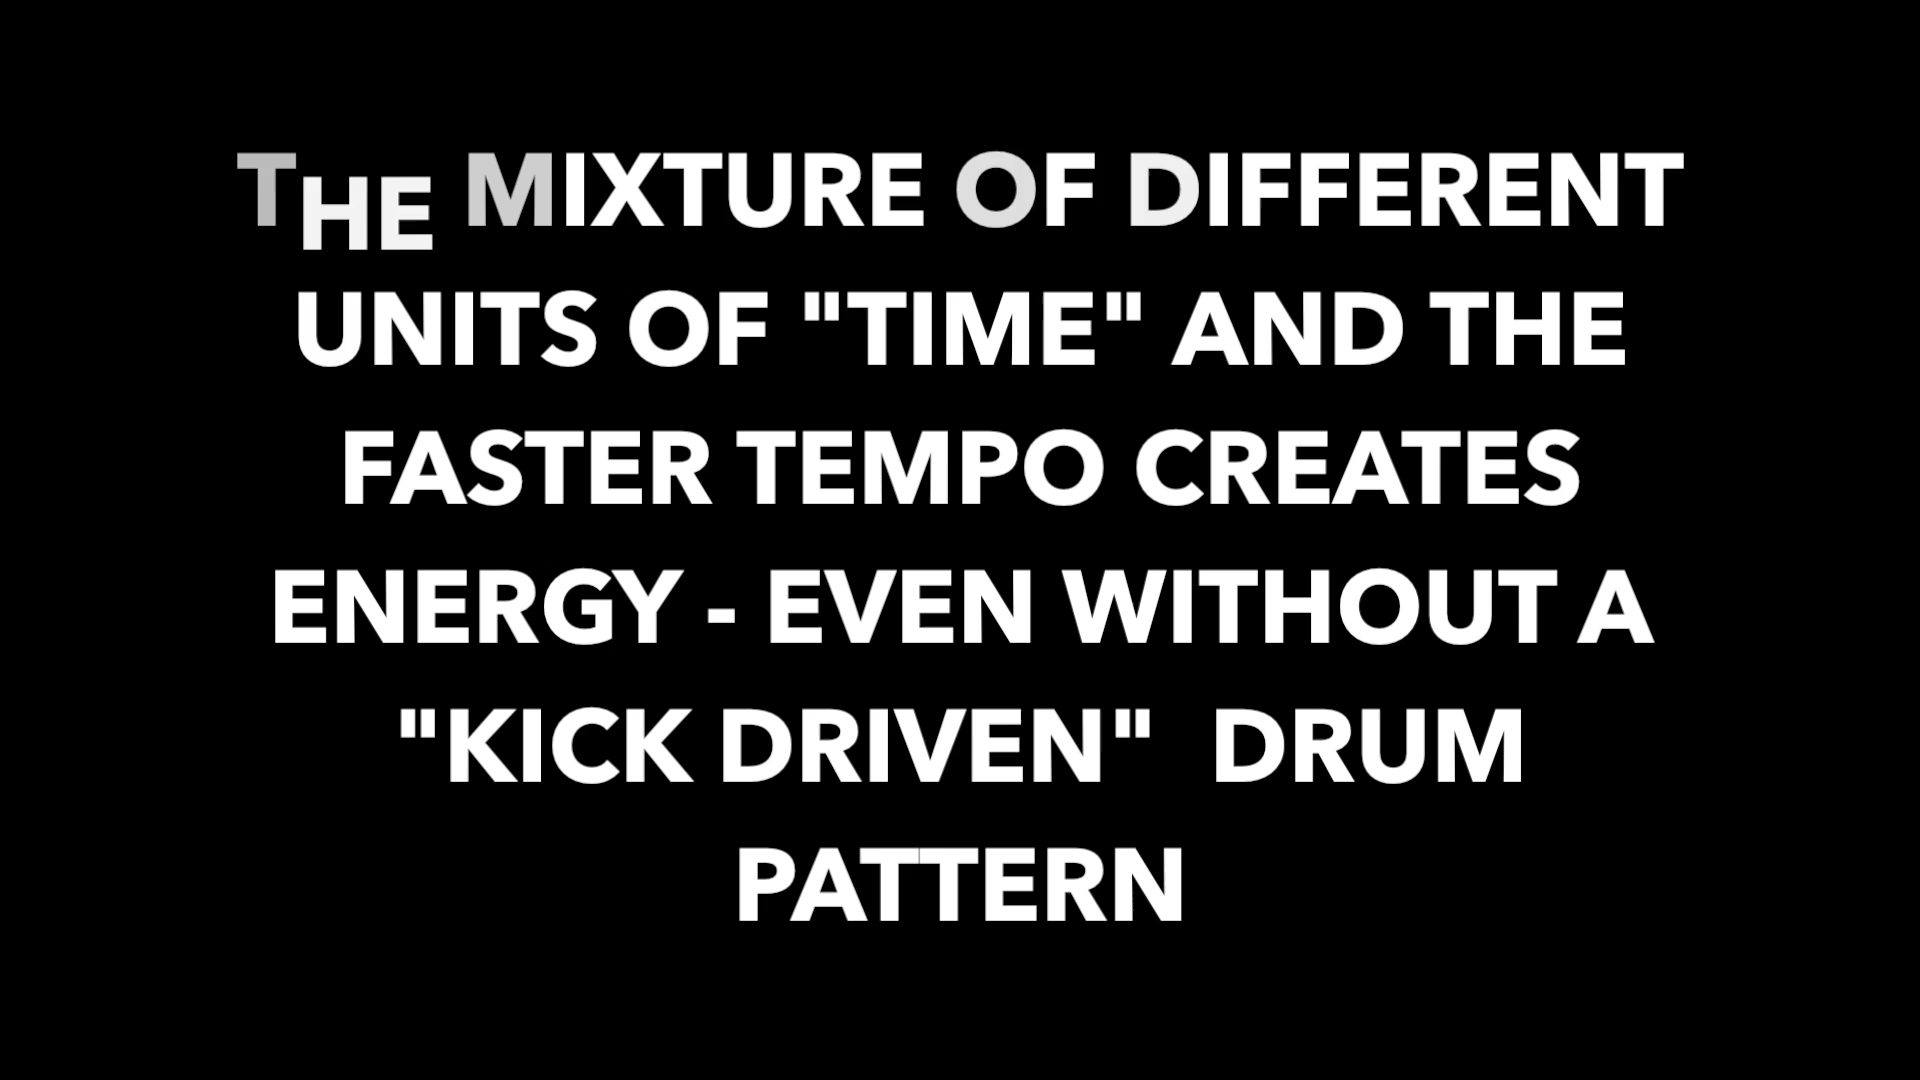 THE MIXTURE OF DIFFERENT
UNITS OF "TIME" AND THE
FASTER TEMPO CREATES
ENERGY - EVEN WITHOUT A
"KICK DRIVEN"  DRUM
PATTERN